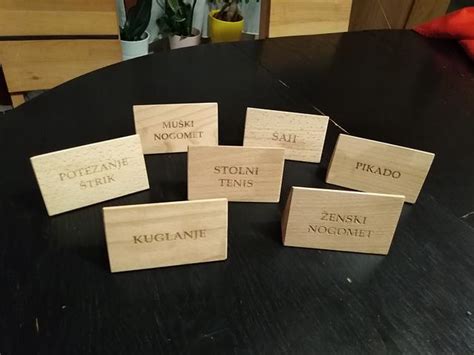 MUŠKI
NOGOMET
ŠAH
POTEZANJE
ŠTRIK
STOLNI
TENIS
PIKADO
KUGLANJE
ŽENSKI
NOGOMET